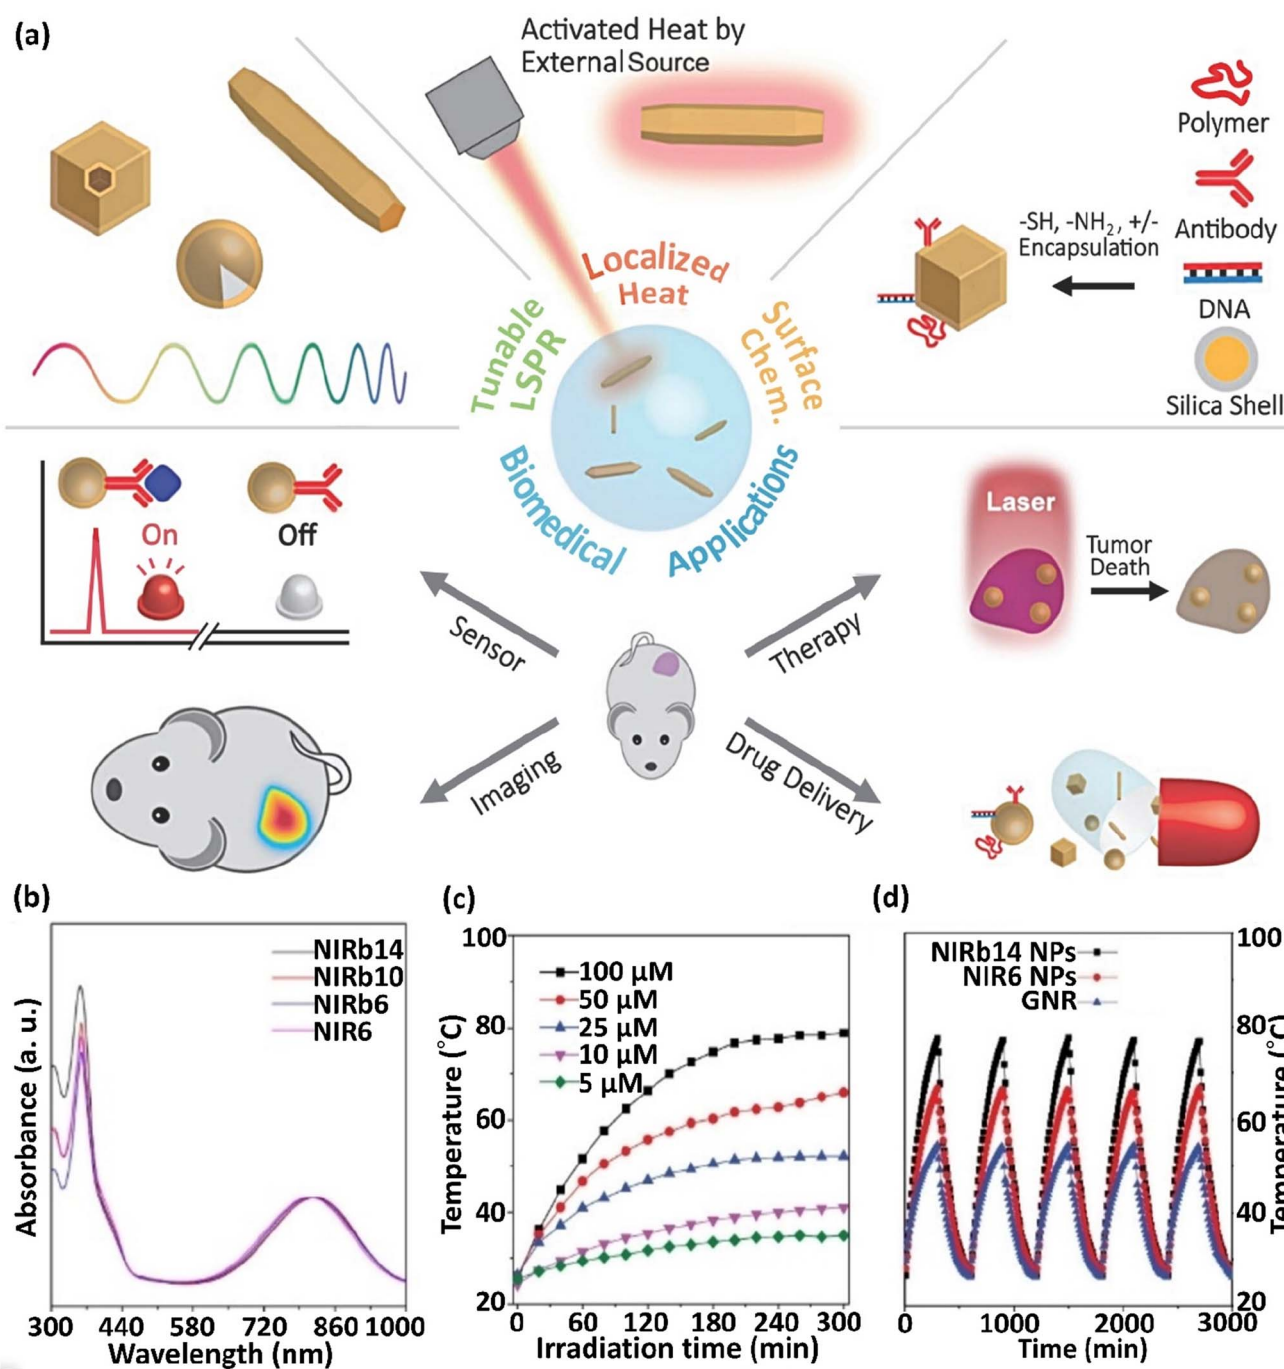 (a)
Activated Heat by
External Source
Polymer
-SH, -NH₂, +/-
Encapsulation
Antibody
DNA
Silica Shell
Localized
Heat
Tunable
LSPR
Surface
Chem.
Biomedical
Applications
On
Off
Laser
Tumor
Death
Sensor
Therapy
Imaging
Drug Delivery
(b)
NIRb14
NIRb10
NIRb6
NIR6
Absorbance (a. u.)
300 440 580 720 860 1000
Wavelength (nm)
(c)
100
80
60
40
20
100 μM
50 μM
25 μM
10 μM
5 μM
Temperature (°C)
0 60 120 180 240 300
Irradiation time (min)
(d)
NIRb14 NPs
NIR6 NPs
GNR
100
80
60
40
20
Temperature (°C)
0 1000 2000 3000
Time (min)